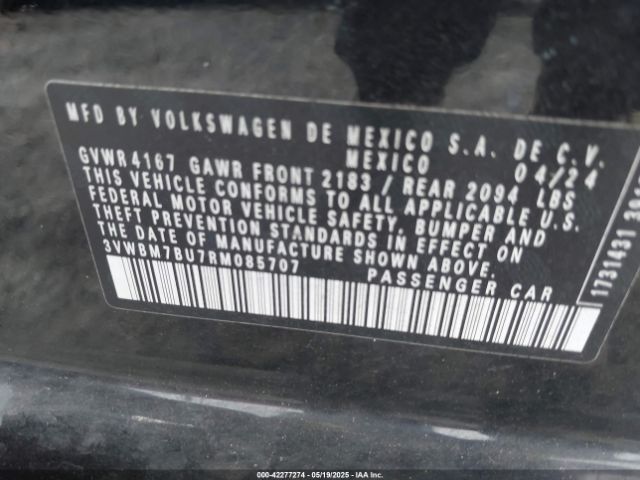 MFD BY VOLKSWAGEN DE MEXICO S.A. DE C.V.
MEXICO 04/24
GVWR 4167 GAWR FRONT 2183 / REAR 2094 LBS
THIS VEHICLE CONFORMS TO ALL APPLICABLE U.S.
FEDERAL MOTOR VEHICLE SAFETY, BUMPER AND
THEFT PREVENTION STANDARDS IN EFFECT ON
THE DATE OF MANUFACTURE SHOWN ABOVE.
3VWBM7BU7RM085707 PASSENGER CAR
1731431
000-42277274 - 05/19/2025 - IAA Inc.